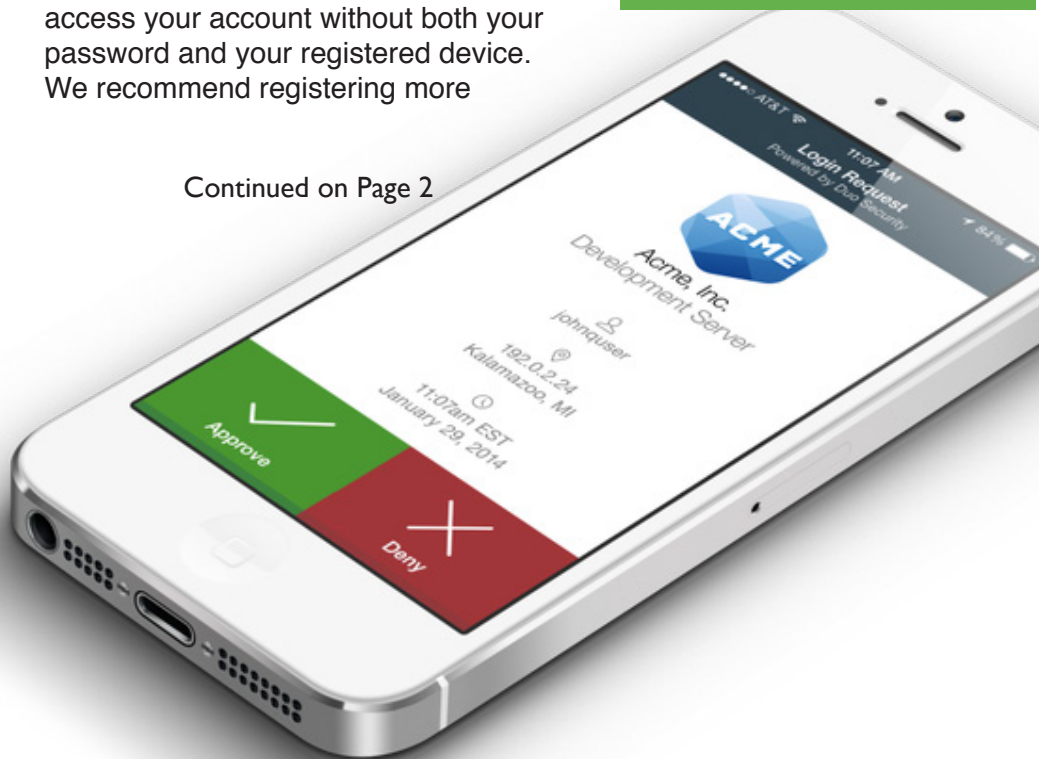 access your account without both your
password and your registered device.
We recommend registering more
Continued on Page 2
AT&T
11:07 AM
84%
Login Request
Powered by Duo Security
ACME
Acme, Inc.
Development Server
johnquser
192.0.2.24
Kalamazoo, MI
11:07am EST
January 29, 2014
Approve
Deny